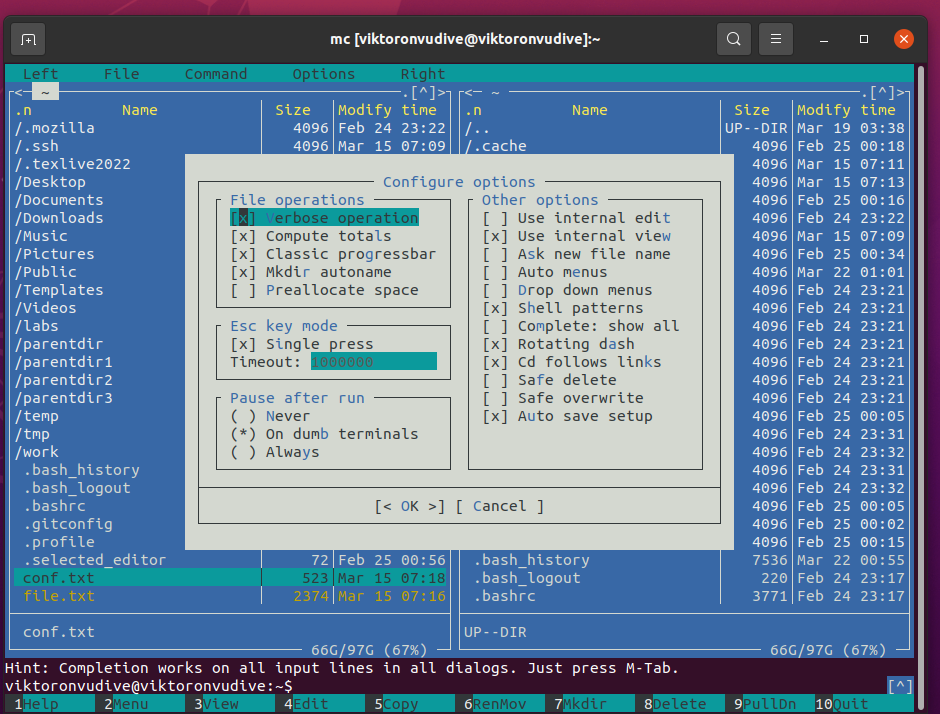 mc [viktoronvudive@viktoronvudive]:~
Left File Command Options Right
<─ ~ .[^]> <─ ~ .[^]>
.n Name Size Modify time .n Name Size Modify time
/.mozilla 4096 Feb 24 23:22 /.. UP--DIR Mar 19 03:38
/.ssh 4096 Mar 15 07:09 /.cache 4096 Feb 25 00:18
/.texlive2022 4096 Mar 15 07:11
/Desktop Configure options 4096 Mar 15 07:13
/Documents File operations Other options 4096 Feb 25 00:16
/Downloads [x] Verbose operation [ ] Use internal edit 4096 Feb 24 23:22
/Music [x] Compute totals [x] Use internal view 4096 Mar 15 07:09
/Pictures [x] Classic progressbar [ ] Ask new file name 4096 Feb 25 00:34
/Public [x] Mkdir autoname [ ] Auto menus 4096 Mar 22 01:01
/Templates [ ] Preallocate space [ ] Drop down menus 4096 Feb 24 23:21
/Videos [x] Shell patterns 4096 Feb 24 23:21
/labs Esc key mode [ ] Complete: show all 4096 Feb 24 23:21
/parentdir [x] Single press [x] Rotating dash 4096 Feb 24 23:21
/parentdir1 Timeout: 1000000 [x] Cd follows links 4096 Feb 24 23:21
/parentdir2 [ ] Safe delete 4096 Feb 24 23:21
/parentdir3 Pause after run [ ] Safe overwrite 4096 Feb 24 23:21
/temp ( ) Never [x] Auto save setup 4096 Feb 25 00:05
/tmp (*) On dumb terminals 4096 Feb 24 23:31
/work ( ) Always 4096 Feb 24 23:32
.bash_history 4096 Feb 24 23:31
.bash_logout 4096 Feb 24 23:32
.bashrc [< OK >] [ Cancel ] 4096 Feb 25 00:05
.gitconfig 4096 Feb 25 00:02
.profile 4096 Feb 25 00:15
.selected_editor 72 Feb 25 00:56 .bash_history 7536 Mar 22 00:55
conf.txt 523 Mar 15 07:18 .bash_logout 220 Feb 24 23:17
file.txt 2374 Mar 15 07:16 .bashrc 3771 Feb 24 23:17
conf.txt UP--DIR
66G/97G (67%) 66G/97G (67%)
Hint: Completion works on all input lines in all dialogs. Just press M-Tab.
viktoronvudive@viktoronvudive:~$ [^]
1Help 2Menu 3View 4Edit 5Copy 6RenMov 7Mkdir 8Delete 9PullDn 10Quit